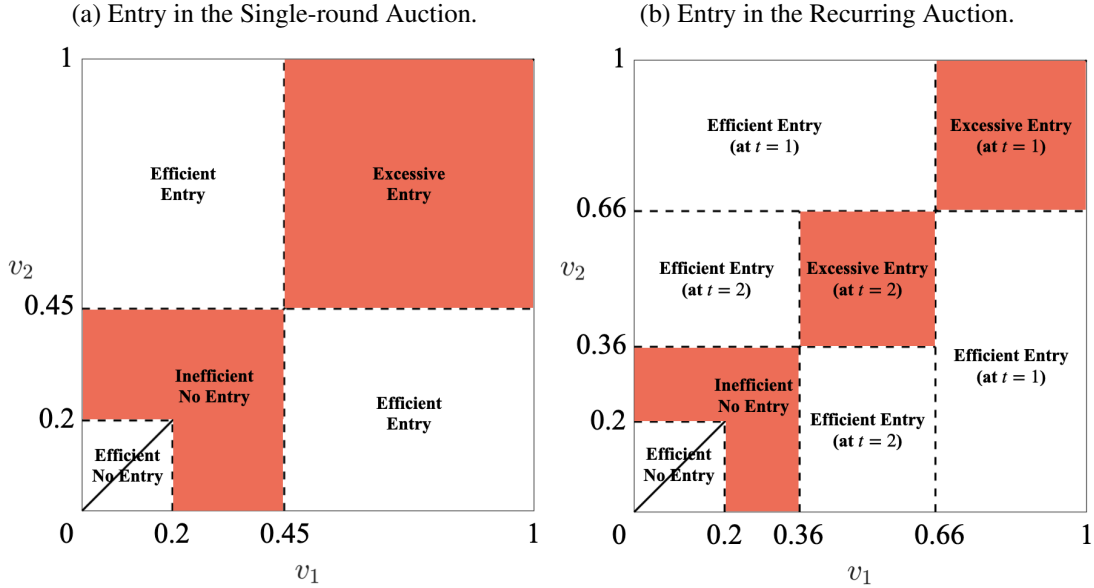 (a) Entry in the Single-round Auction.
1
Efficient
Entry
Excessive
Entry
v₂
0.45
Inefficient
No Entry
Efficient
Entry
0.2
Efficient
No Entry
0
0.2
0.45
1
v₁
(b) Entry in the Recurring Auction.
1
Efficient Entry
(at t = 1)
Excessive Entry
(at t = 1)
0.66
v₂
Efficient Entry
(at t = 2)
Excessive Entry
(at t = 2)
0.36
Efficient Entry
(at t = 1)
Inefficient
No Entry
0.2
Efficient Entry
(at t = 2)
Efficient
No Entry
0
0.2
0.36
0.66
1
v₁